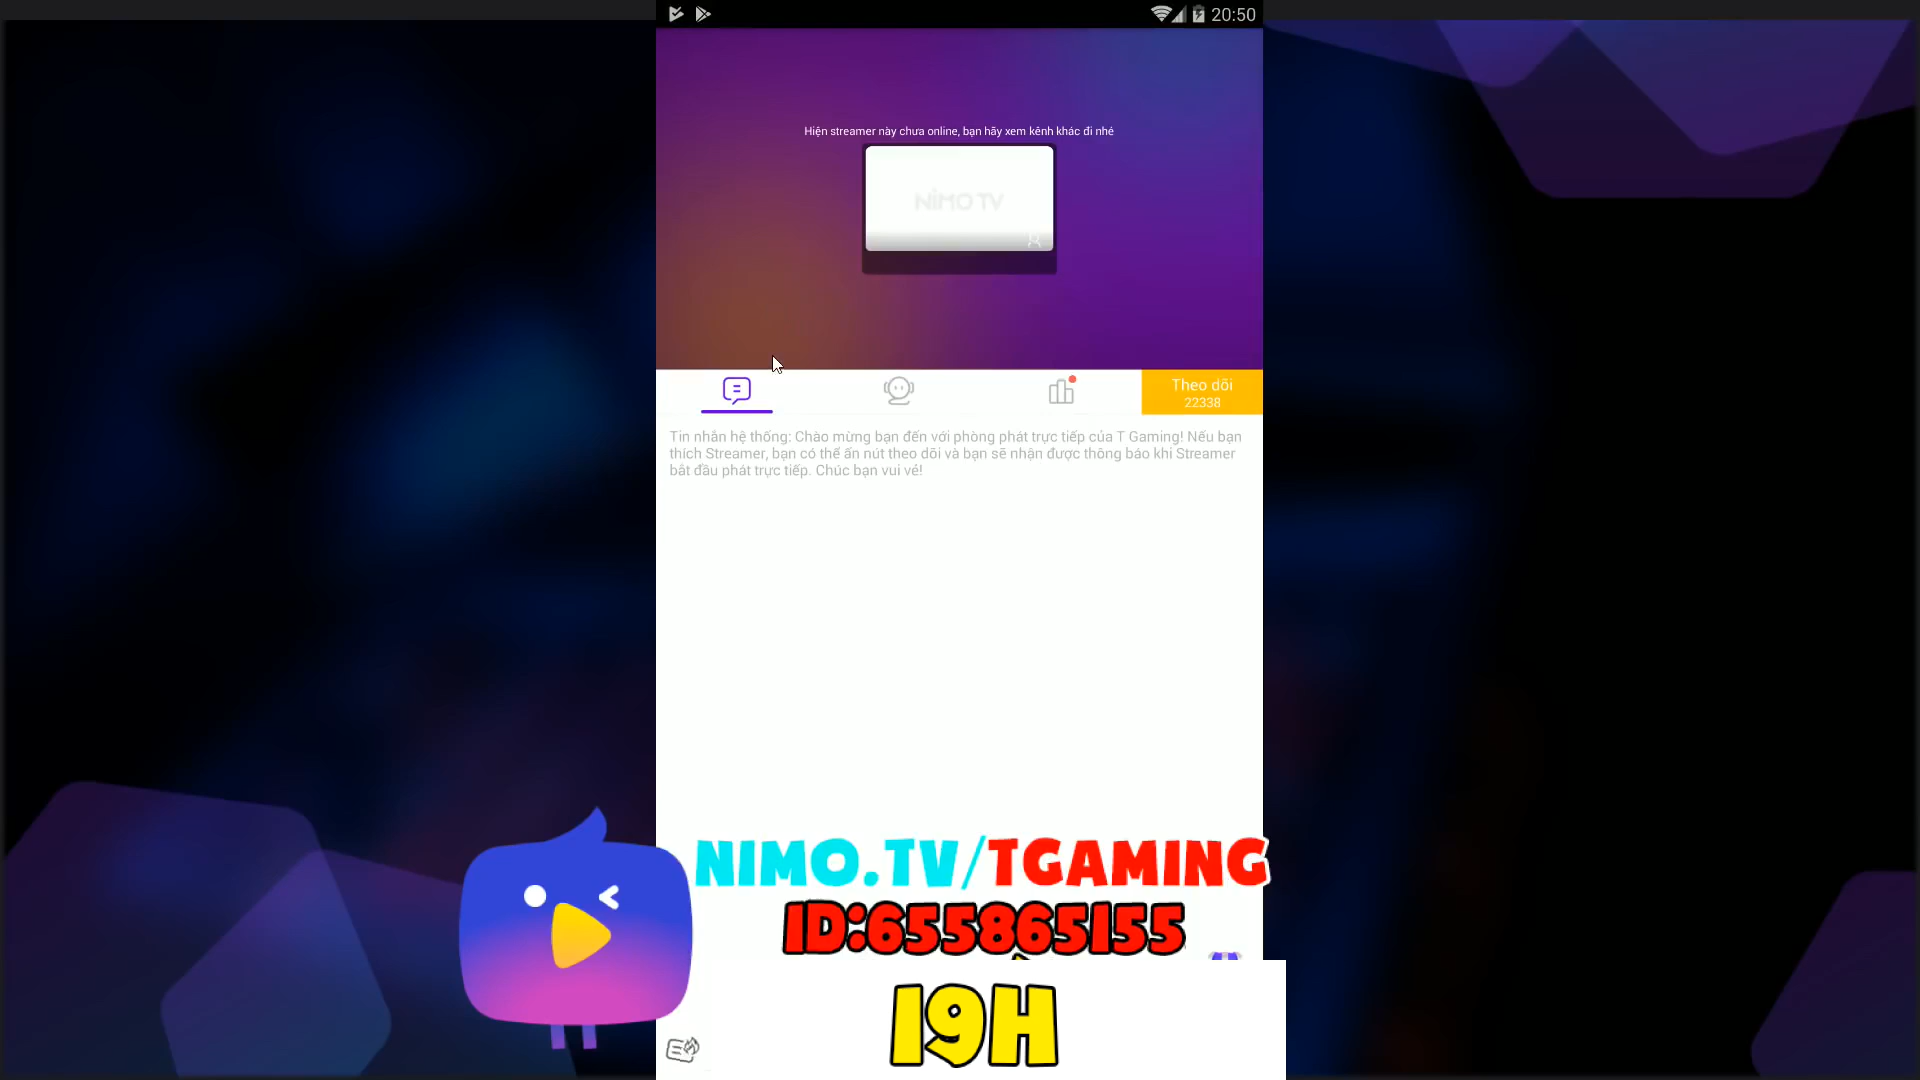 20:50
Hiện streamer này chưa online, bạn hãy xem kênh khác đi nhé
NIMO TV
Theo dõi
22338
Tin nhắn hệ thống: Chào mừng bạn đến với phòng phát trực tiếp của T Gaming! Nếu bạn
thích Streamer, bạn có thể ấn nút theo dõi và bạn sẽ nhận được thông báo khi Streamer
bắt đầu phát trực tiếp. Chúc bạn vui vẻ!
NIMO.TV/TGAMING
ID:655865155
19H